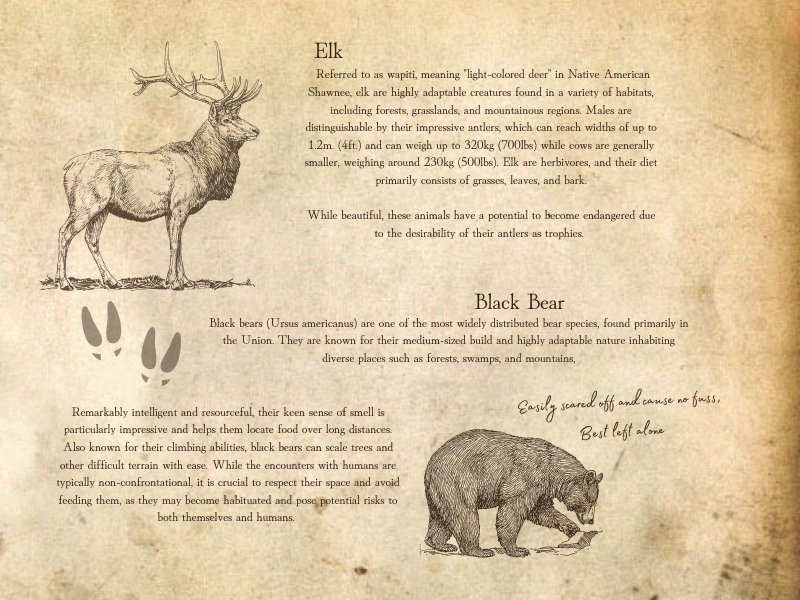 Elk
Referred to as wapiti, meaning "light-colored deer" in Native American
Shawnee, elk are highly adaptable creatures found in a variety of habitats,
including forests, grasslands, and mountainous regions. Males are
distinguishable by their impressive antlers, which can reach widths of up to
1.2m. (4ft.) and can weigh up to 320kg (700lbs) while cows are generally
smaller, weighing around 230kg (500lbs). Elk are herbivores, and their diet
primarily consists of grasses, leaves, and bark.
While beautiful, these animals have a potential to become endangered due
to the desirability of their antlers as trophies.
Black Bear
Black bears (Ursus americanus) are one of the most widely distributed bear species, found primarily in
the Union. They are known for their medium-sized build and highly adaptable nature inhabiting
diverse places such as forests, swamps, and mountains,
Remarkably intelligent and resourceful, their keen sense of smell is
particularly impressive and helps them locate food over long distances.
Also known for their climbing abilities, black bears can scale trees and
other difficult terrain with ease. While the encounters with humans are
typically non-confrontational, it is crucial to respect their space and avoid
feeding them, as they may become habituated and pose potential risks to
both themselves and humans.
Easily scared off and cause no fuss,
Best left alone